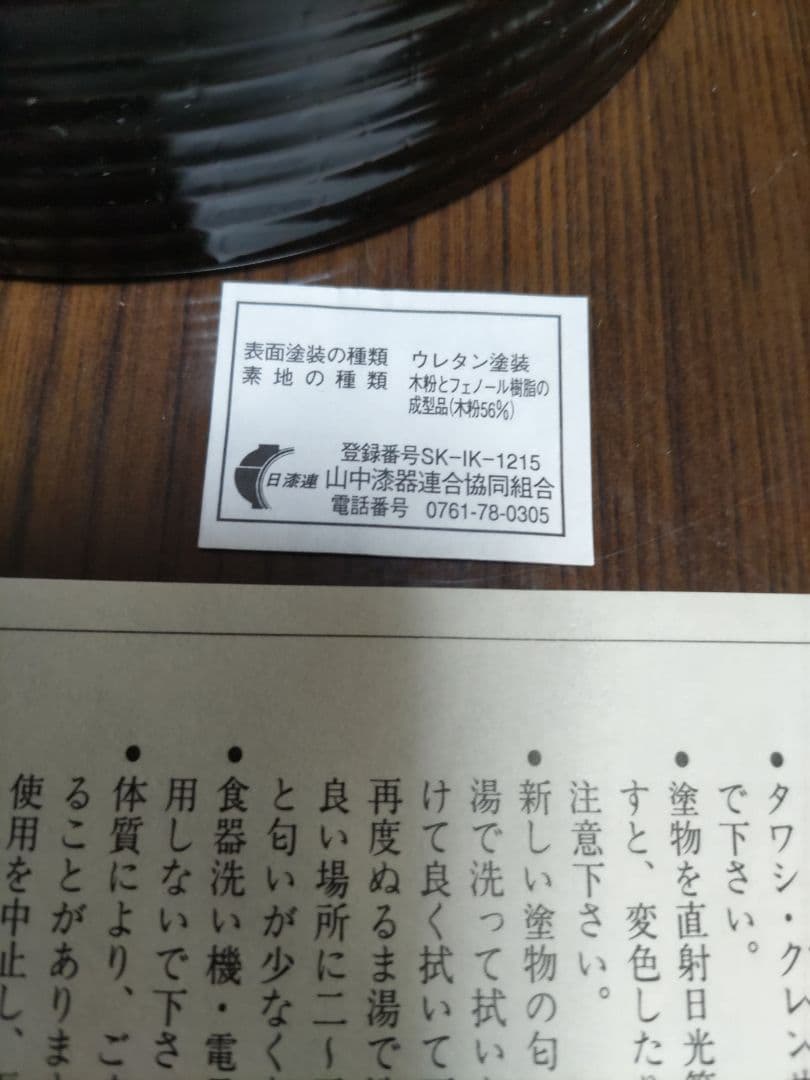 表面塗装の種類　ウレタン塗装
素地の種類　木粉とフェノール樹脂の
成型品(木粉56%)
登録番号SK-IK-1215
日漆連 山中漆器連合協同組合
電話番号 0761-78-0305
●タワシ・クレン
で下さい。
●塗物を直射日光
すと、変色した
注意下さい。
●新しい塗物の匂
湯で洗って拭い
けて良く拭いて
再度ぬるま湯で
良い場所に二〜
と匂いが少なく
●食器洗い機・電
用しないで下さ
●体質により、ご
ることがありま
使用を中止し、